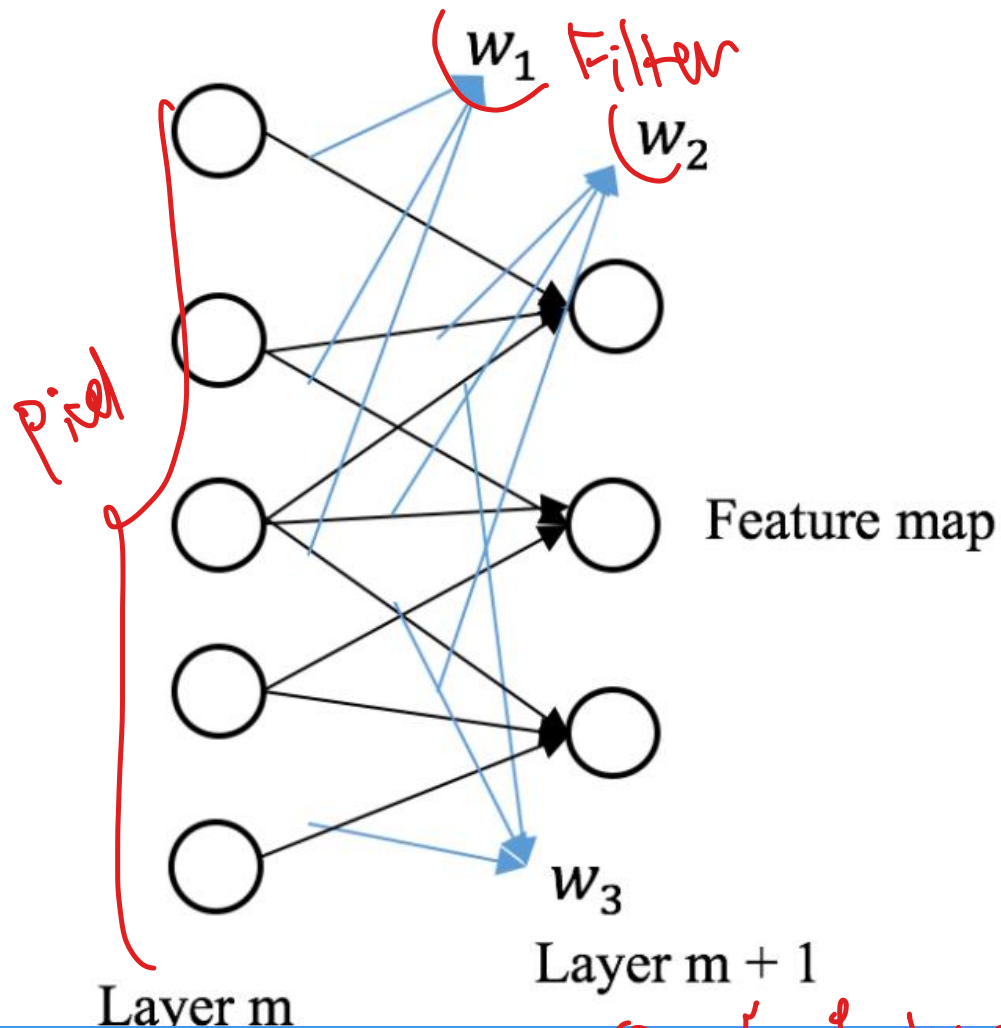 w₁ Filter
w₂
Pixel
Feature map
w₃
Layer m + 1
Layer m